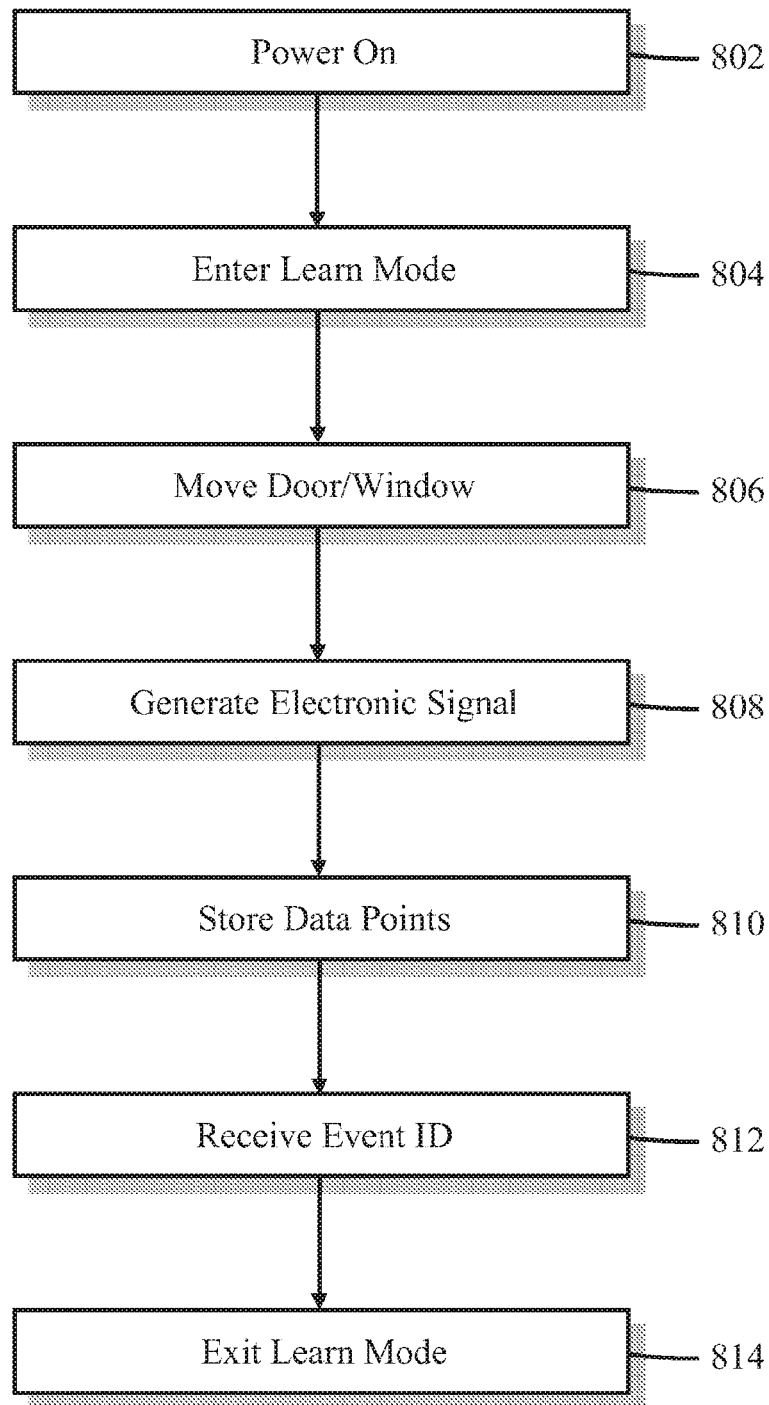 Power On 802
Enter Learn Mode 804
Move Door/Window 806
Generate Electronic Signal 808
Store Data Points 810
Receive Event ID 812
Exit Learn Mode 814